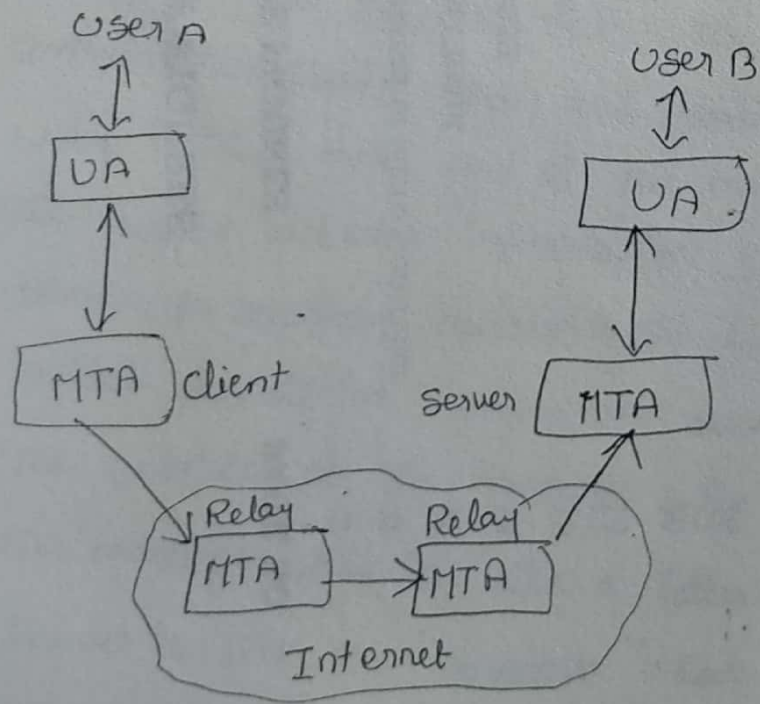 User A
User B
UA
UA
MTA
Client
Server
MTA
Relay
Relay
MTA
MTA
Internet